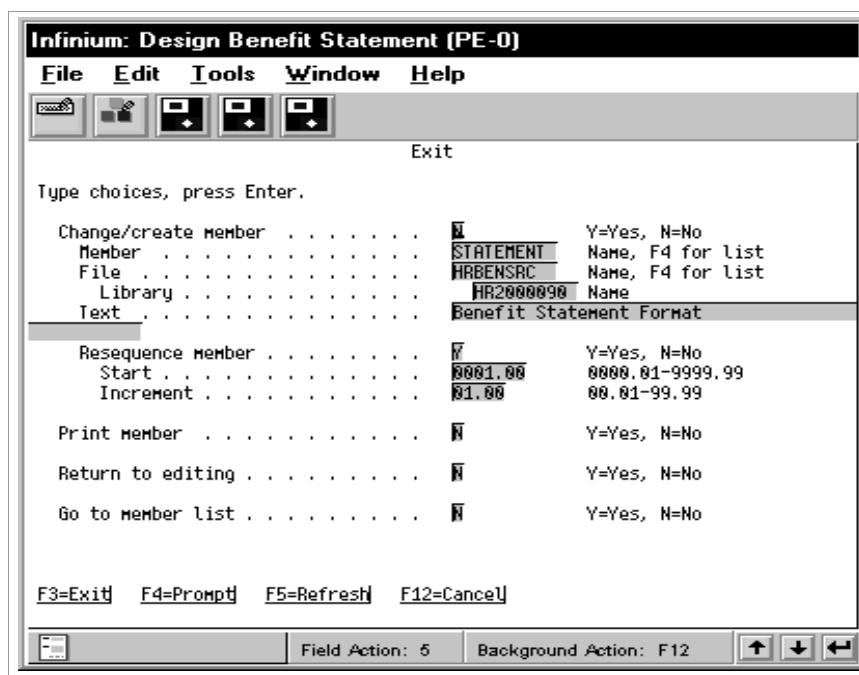 Infinium: Design Benefit Statement (PE-0)
File Edit Tools Window Help
Exit
Type choices, press Enter.
Change/create member . . . . . . . N Y=Yes, N=No
Member . . . . . . . . . . . . . STATEMENT Name, F4 for list
File . . . . . . . . . . . . . . HRBENSRC Name, F4 for list
Library . . . . . . . . . . . . HR2000090 Name
Text . . . . . . . . . . . . . . Benefit Statement Format
Resequence member . . . . . . . . Y Y=Yes, N=No
Start . . . . . . . . . . . . . 0001.00 0000.01-9999.99
Increment . . . . . . . . . . . 01.00 00.01-99.99
Print member . . . . . . . . . . . N Y=Yes, N=No
Return to editing . . . . . . . . . N Y=Yes, N=No
Go to member list . . . . . . . . . N Y=Yes, N=No
F3=Exit F4=Prompt F5=Refresh F12=Cancel
Field Action: 5 Background Action: F12